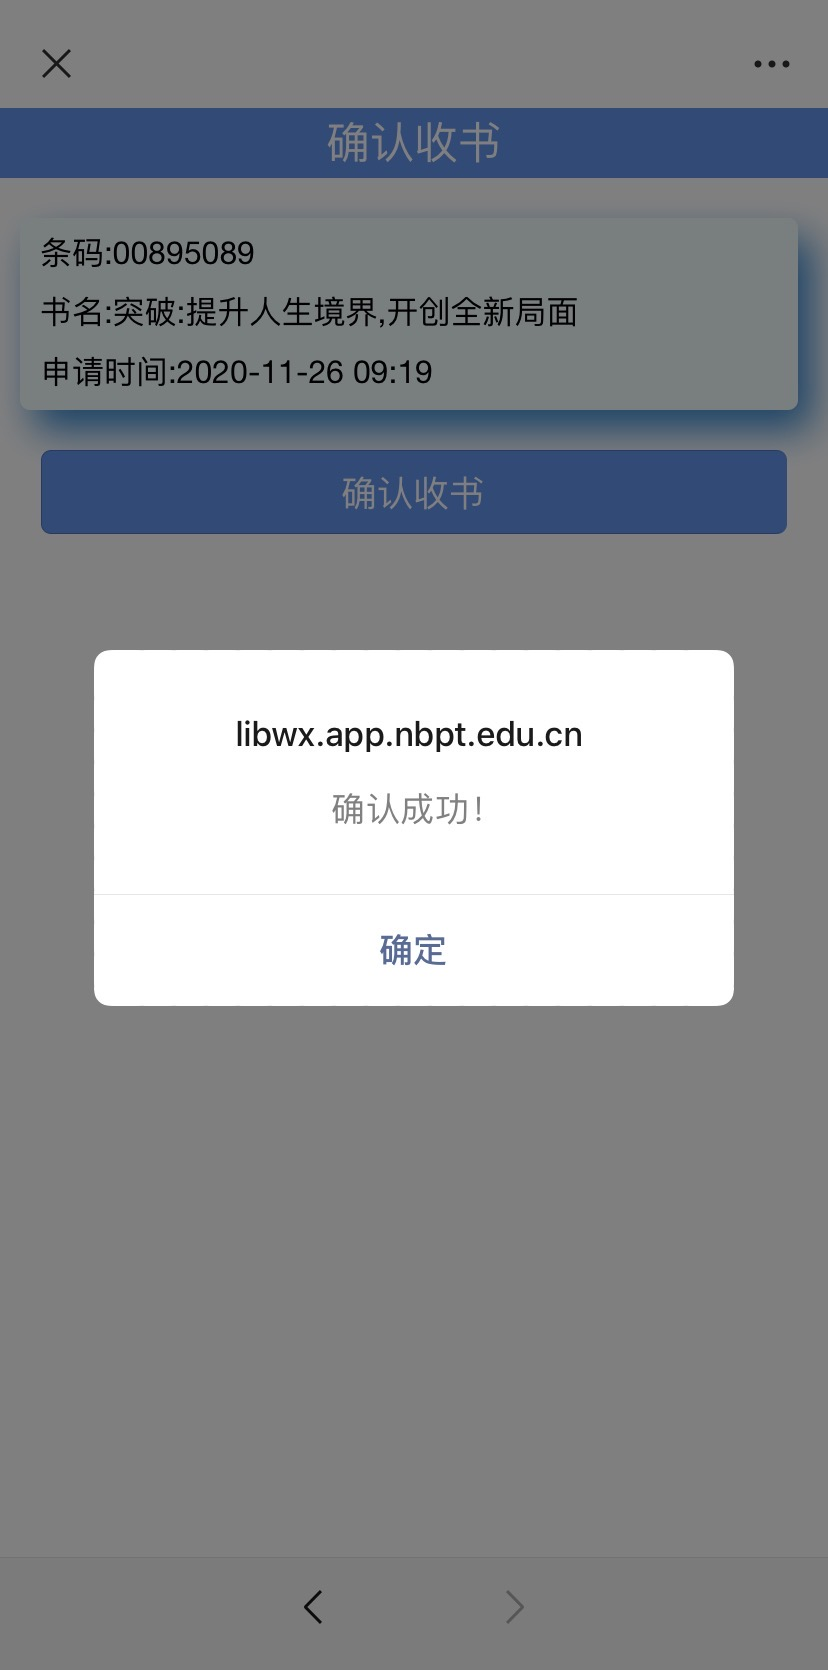 确认收书
条码:00895089
书名:突破:提升人生境界,开创全新局面
申请时间:2020-11-26 09:19
确认收书
libwx.app.nbpt.edu.cn
确认成功！
确定